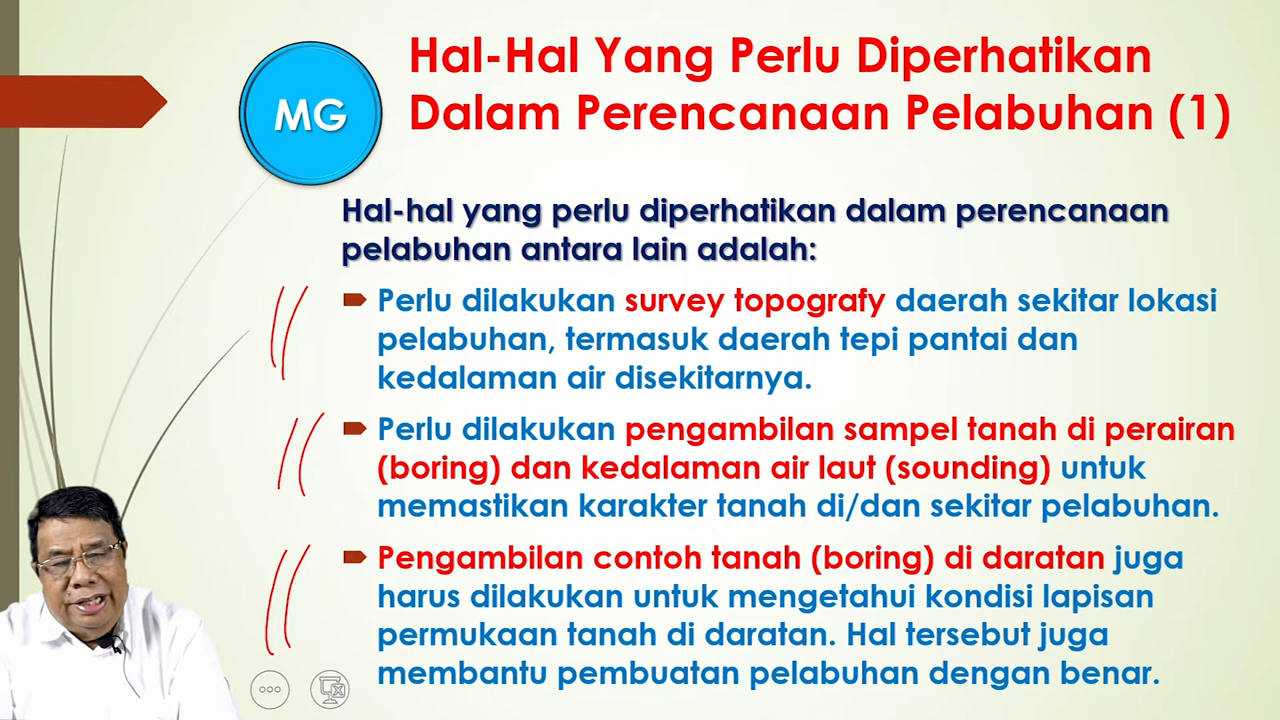 MG
Hal-Hal Yang Perlu Diperhatikan
Dalam Perencanaan Pelabuhan (1)
Hal-hal yang perlu diperhatikan dalam perencanaan
pelabuhan antara lain adalah:
Perlu dilakukan survey topografy daerah sekitar lokasi
pelabuhan, termasuk daerah tepi pantai dan
kedalaman air disekitarnya.
Perlu dilakukan pengambilan sampel tanah di perairan
(boring) dan kedalaman air laut (sounding) untuk
memastikan karakter tanah di/dan sekitar pelabuhan.
Pengambilan contoh tanah (boring) di daratan juga
harus dilakukan untuk mengetahui kondisi lapisan
permukaan tanah di daratan. Hal tersebut juga
membantu pembuatan pelabuhan dengan benar.